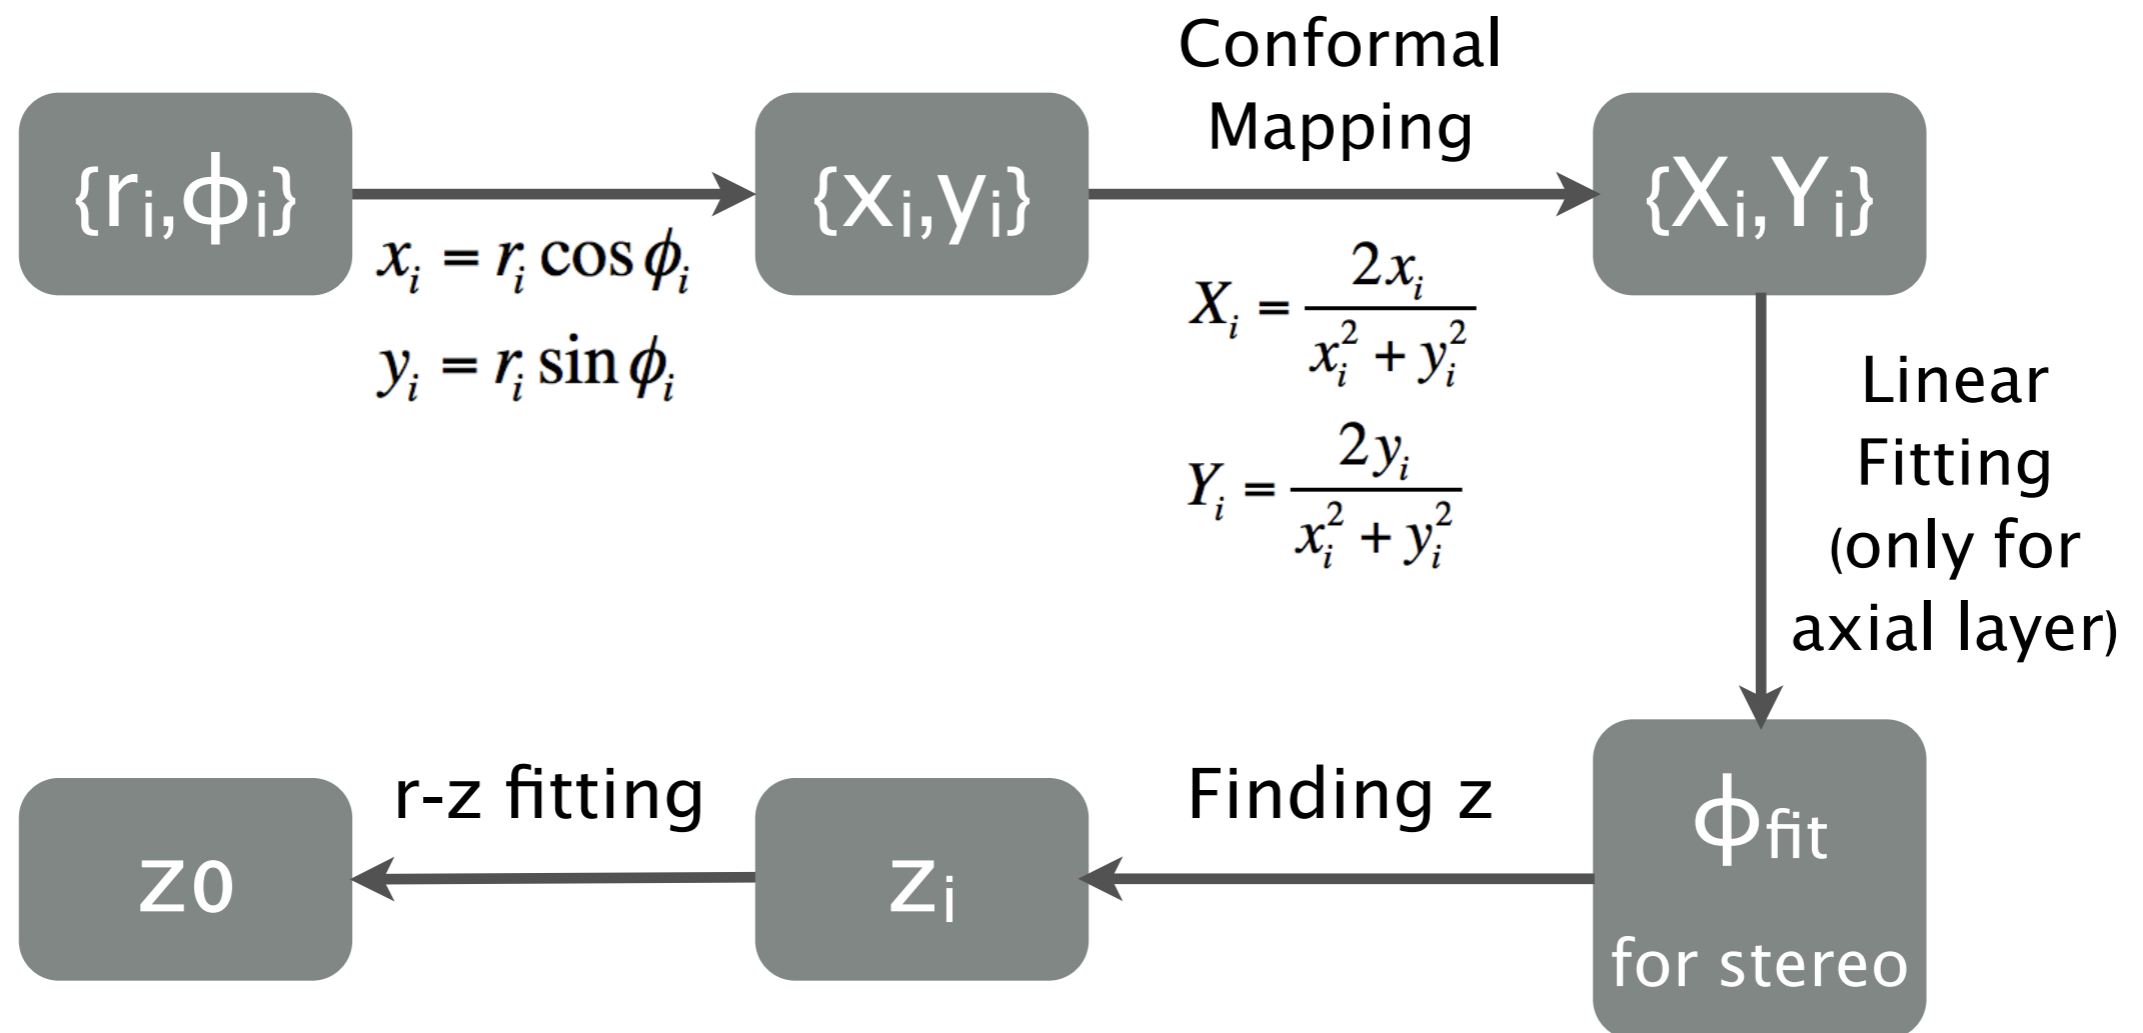 Conformal
Mapping
{rᵢ,ϕᵢ}
{xᵢ,yᵢ}
{Xᵢ,Yᵢ}
xᵢ = rᵢ cos ϕᵢ
yᵢ = rᵢ sin ϕᵢ
Xᵢ = 2xᵢ / (xᵢ² + yᵢ²)
Yᵢ = 2yᵢ / (xᵢ² + yᵢ²)
Linear
Fitting
(only for
axial layer)
z0
r-z fitting
zᵢ
Finding z
ϕfit
for stereo